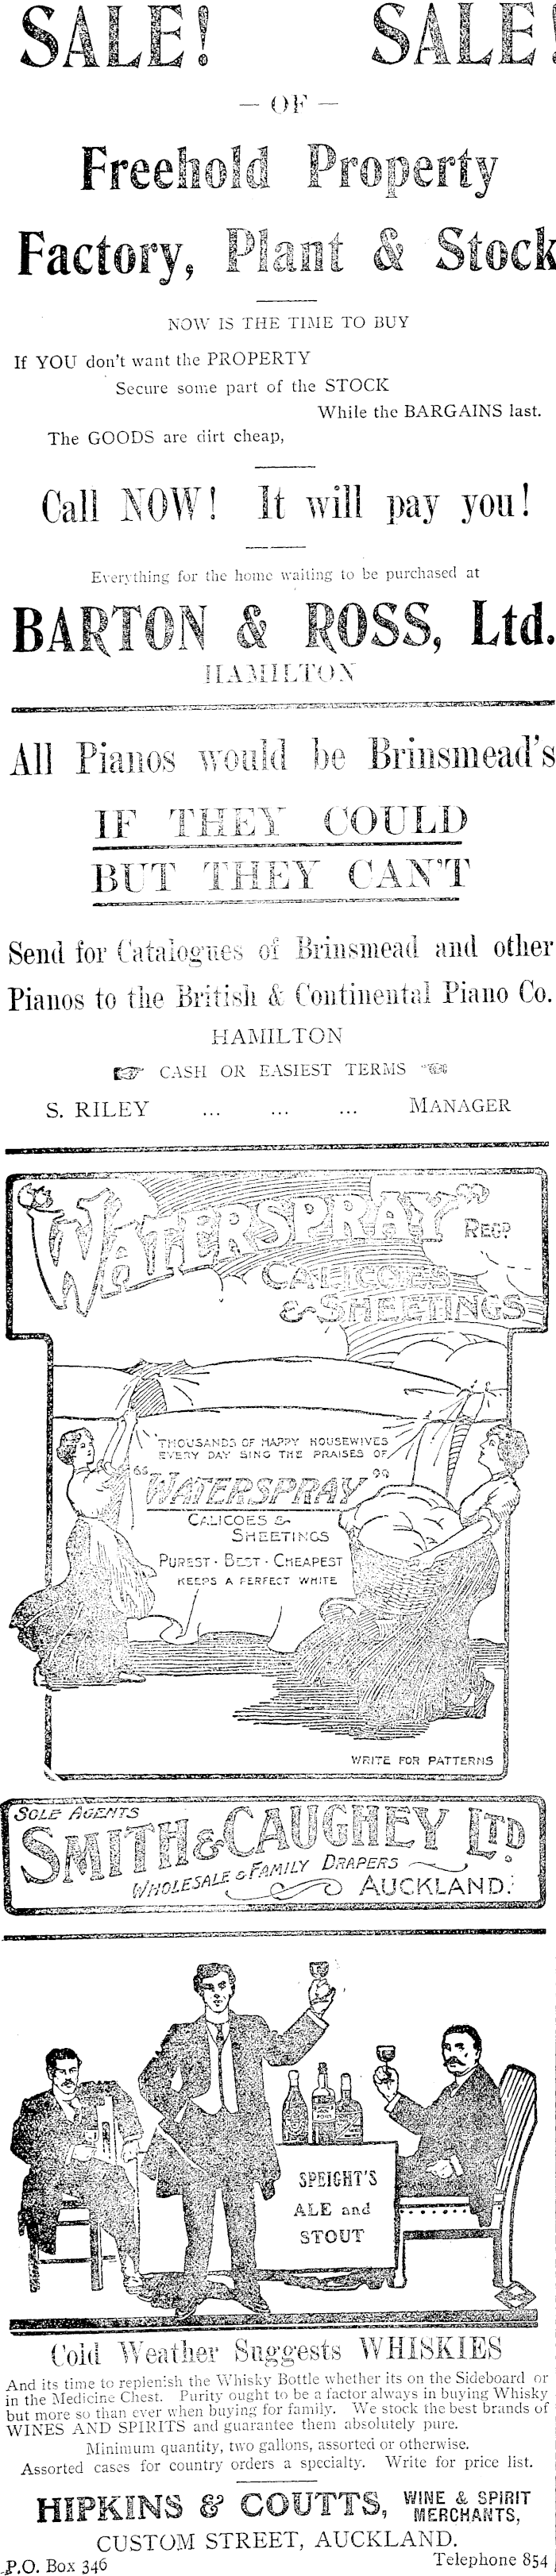 SALE! SALE!
— OF —
Freehold Property
Factory, Plant & Stock
NOW IS THE TIME TO BUY
If YOU don't want the PROPERTY
Secure some part of the STOCK
While the BARGAINS last.
The GOODS are dirt cheap,
Call NOW! It will pay you!
Everything for the home waiting to be purchased at
BARTON & ROSS, Ltd.
HAMILTON
All Pianos would be Brinsmead's
IF THEY COULD
BUT THEY CAN'T
Send for Catalogues of Brinsmead and other
Pianos to the British & Continental Piano Co.
HAMILTON
☞ CASH OR EASIEST TERMS ☜
S. RILEY ... ... ... MANAGER
"WATERSPRAY" REGD
CALICOES
& SHEETINGS
THOUSANDS OF HAPPY HOUSEWIVES
EVERY DAY SING THE PRAISES OF
"WATERSPRAY"
CALICOES &
SHEETINGS
PUREST · BEST · CHEAPEST
KEEPS A PERFECT WHITE
WRITE FOR PATTERNS
SOLE AGENTS
SMITH & CAUGHEY LTD.
WHOLESALE & FAMILY DRAPERS
AUCKLAND.
SPEIGHT'S
ALE and
STOUT
Cold Weather Suggests WHISKIES
And its time to replenish the Whisky Bottle whether its on the Sideboard or
in the Medicine Chest. Purity ought to be a factor always in buying Whisky
but more so than ever when buying for family. We stock the best brands of
WINES AND SPIRITS and guarantee them absolutely pure.
Minimum quantity, two gallons, assorted or otherwise.
Assorted cases for country orders a specialty. Write for price list.
HIPKINS & COUTTS, WINE & SPIRIT
MERCHANTS,
CUSTOM STREET, AUCKLAND.
P.O. Box 346 Telephone 854